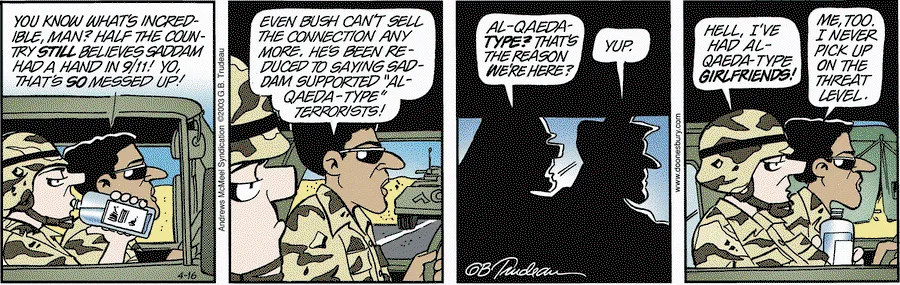 YOU KNOW WHAT'S INCRED-
IBLE, MAN? HALF THE COUN-
TRY STILL BELIEVES SADDAM
HAD A HAND IN 9/11! YO,
THAT'S SO MESSED UP!
4-16
Andrews McMeel Syndication ©2003 G.B. Trudeau
EVEN BUSH CAN'T SELL
THE CONNECTION ANY
MORE. HE'S BEEN RE-
DUCED TO SAYING SAD-
DAM SUPPORTED "AL-
QAEDA-TYPE"
TERRORISTS!
AL-QAEDA-
TYPE? THAT'S
THE REASON
WE'RE HERE?
YUP.
GB Trudeau
www.doonesbury.com
HELL, I'VE
HAD AL-
QAEDA-TYPE
GIRLFRIENDS!
ME, TOO.
I NEVER
PICK UP
ON THE
THREAT
LEVEL.